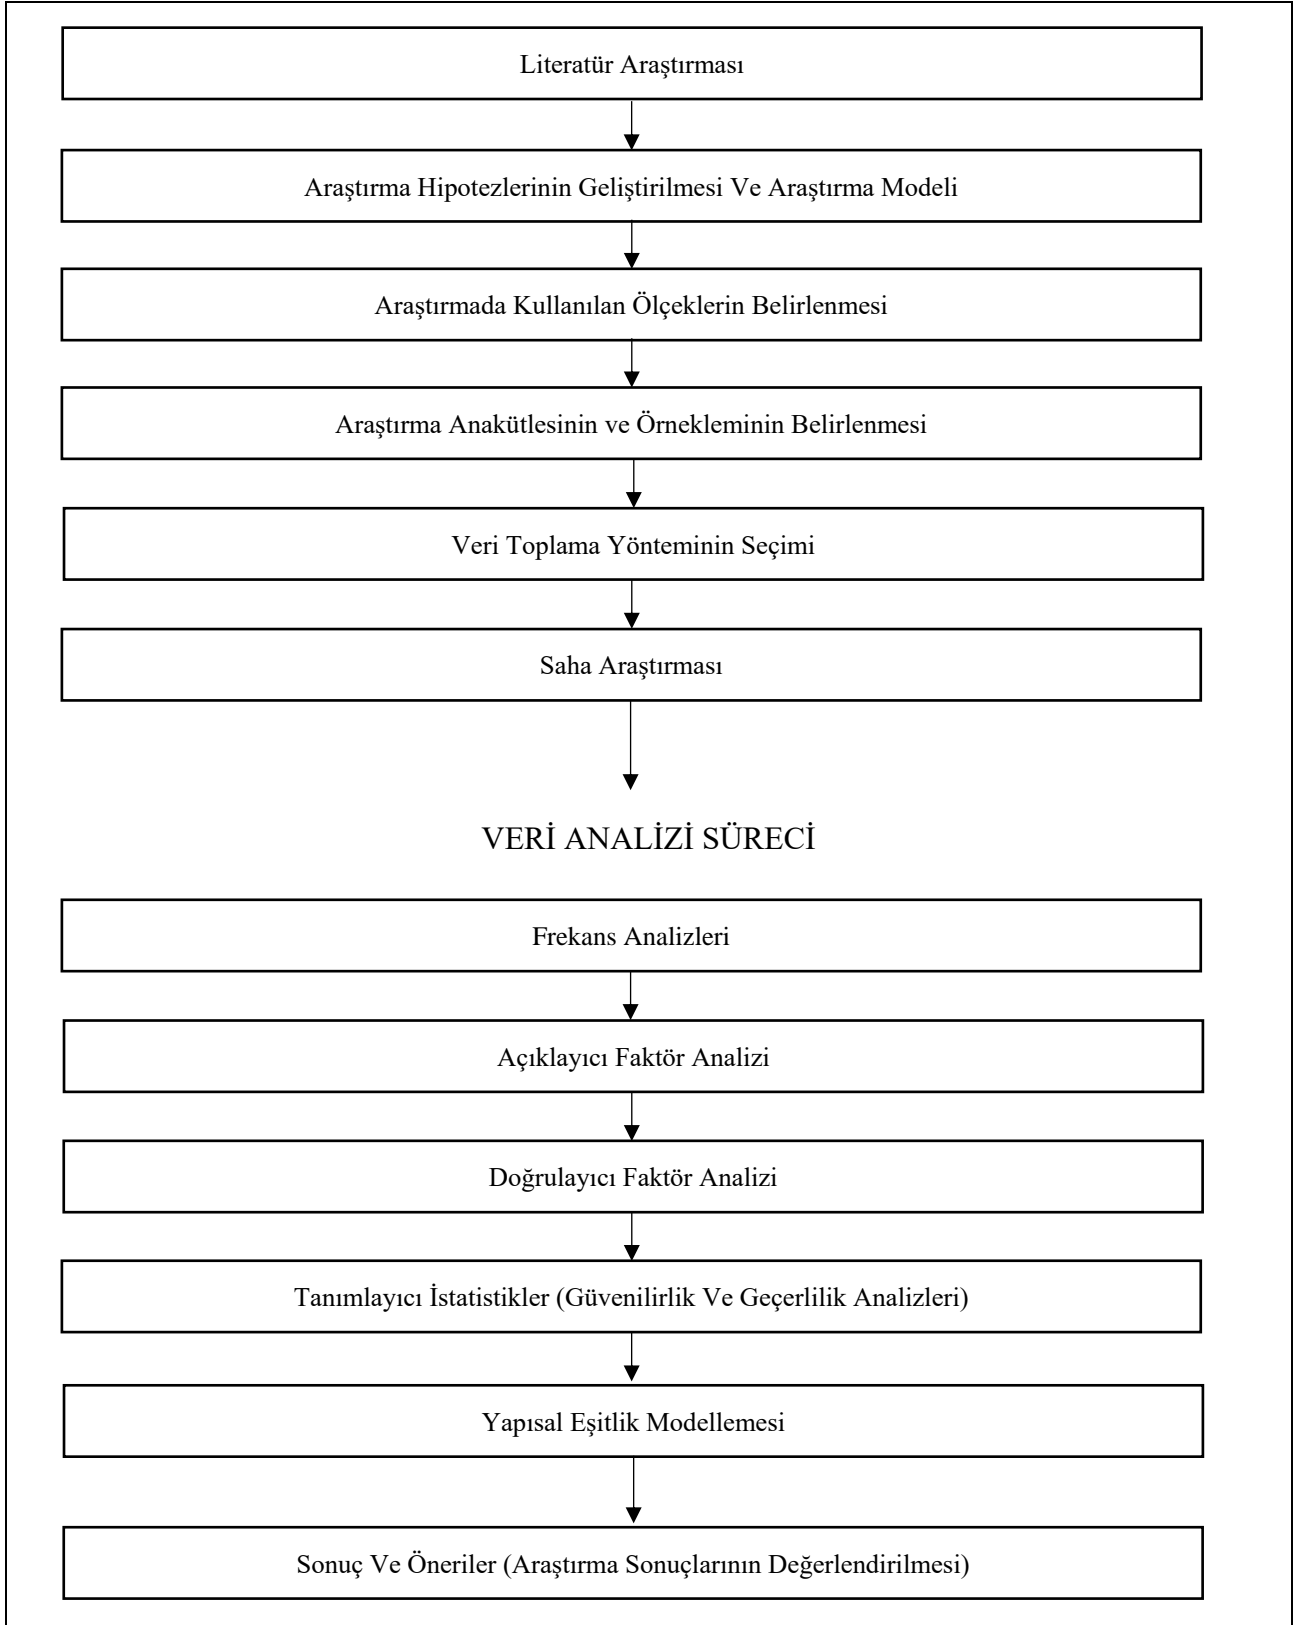 Literatür Araştırması
Araştırma Hipotezlerinin Geliştirilmesi Ve Araştırma Modeli
Araştırmada Kullanılan Ölçeklerin Belirlenmesi
Araştırma Anakütlesinin ve Örnekleminin Belirlenmesi
Veri Toplama Yönteminin Seçimi
Saha Araştırması
VERİ ANALİZİ SÜRECİ
Frekans Analizleri
Açıklayıcı Faktör Analizi
Doğrulayıcı Faktör Analizi
Tanımlayıcı İstatistikler (Güvenilirlik Ve Geçerlilik Analizleri)
Yapısal Eşitlik Modellemesi
Sonuç Ve Öneriler (Araştırma Sonuçlarının Değerlendirilmesi)